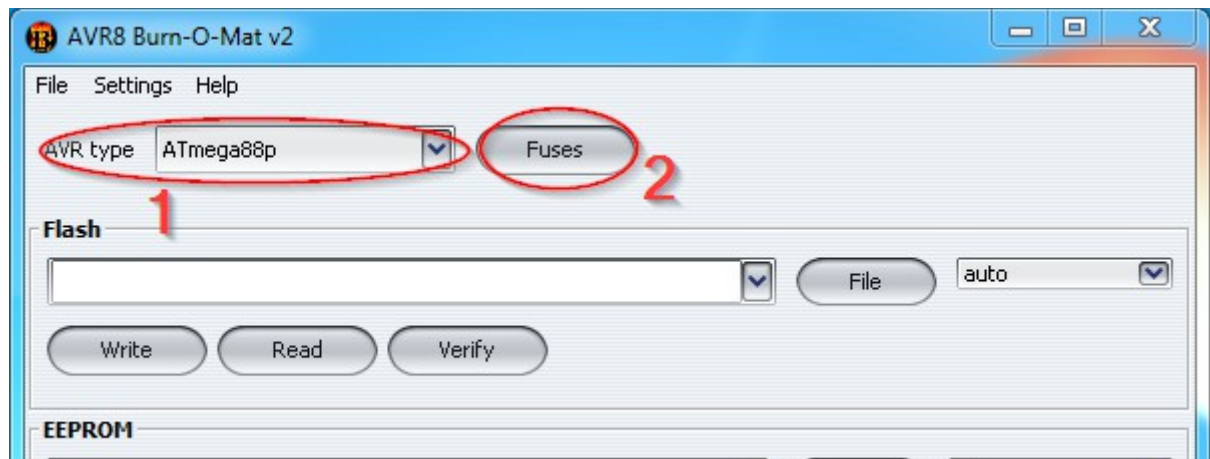 AVR8 Burn-O-Mat v2
File Settings Help
AVR type ATmega88p Fuses
1 2
Flash
File auto
Write Read Verify
EEPROM